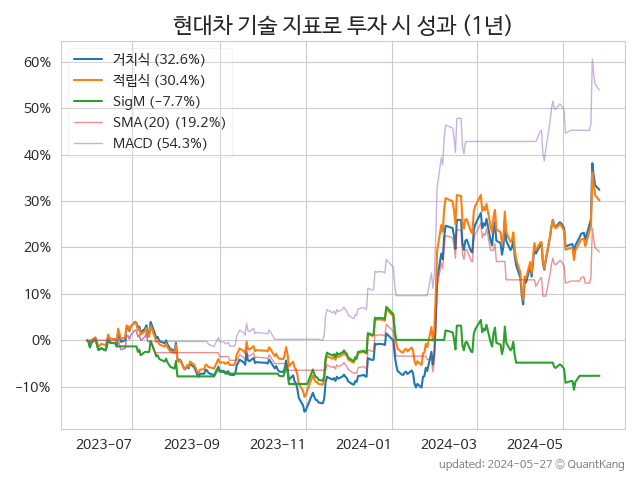 현대차 기술 지표로 투자 시 성과 (1년)
60%
50%
40%
30%
20%
10%
0%
−10%
거치식 (32.6%)
적립식 (30.4%)
SigM (−7.7%)
SMA(20) (19.2%)
MACD (54.3%)
2023−07 2023−09 2023−11 2024−01 2024−03 2024−05
updated: 2024-05-27 © QuantKang